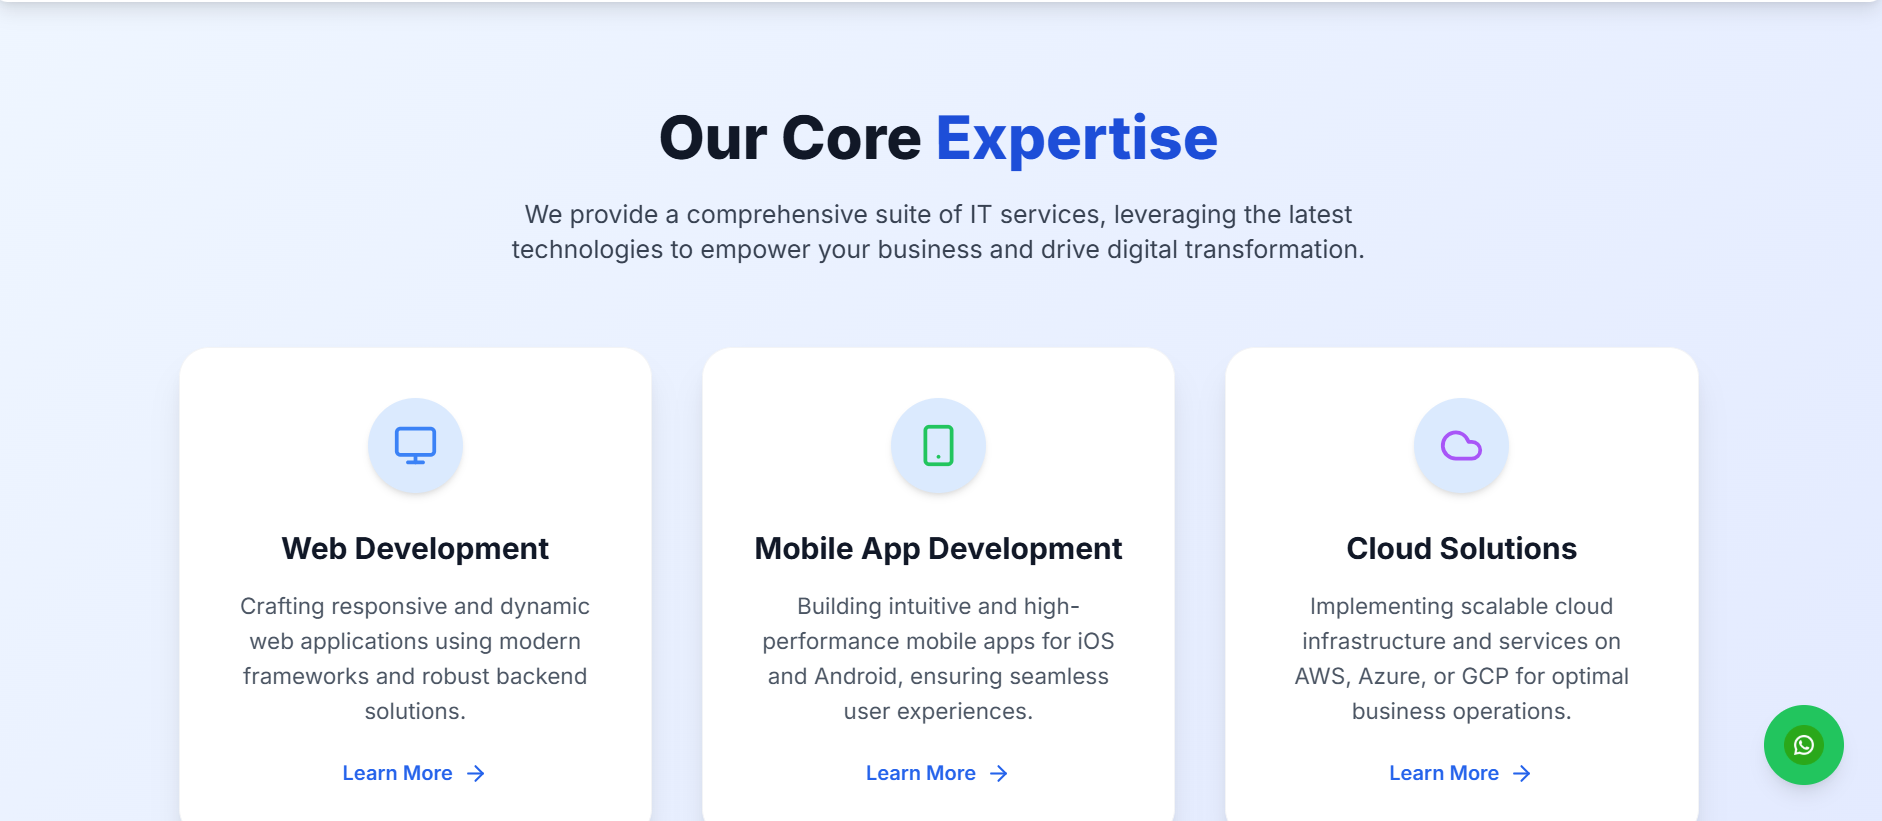 Our Core Expertise
We provide a comprehensive suite of IT services, leveraging the latest
technologies to empower your business and drive digital transformation.
Web Development
Crafting responsive and dynamic
web applications using modern
frameworks and robust backend
solutions.
Learn More
Mobile App Development
Building intuitive and high-
performance mobile apps for iOS
and Android, ensuring seamless
user experiences.
Learn More
Cloud Solutions
Implementing scalable cloud
infrastructure and services on
AWS, Azure, or GCP for optimal
business operations.
Learn More